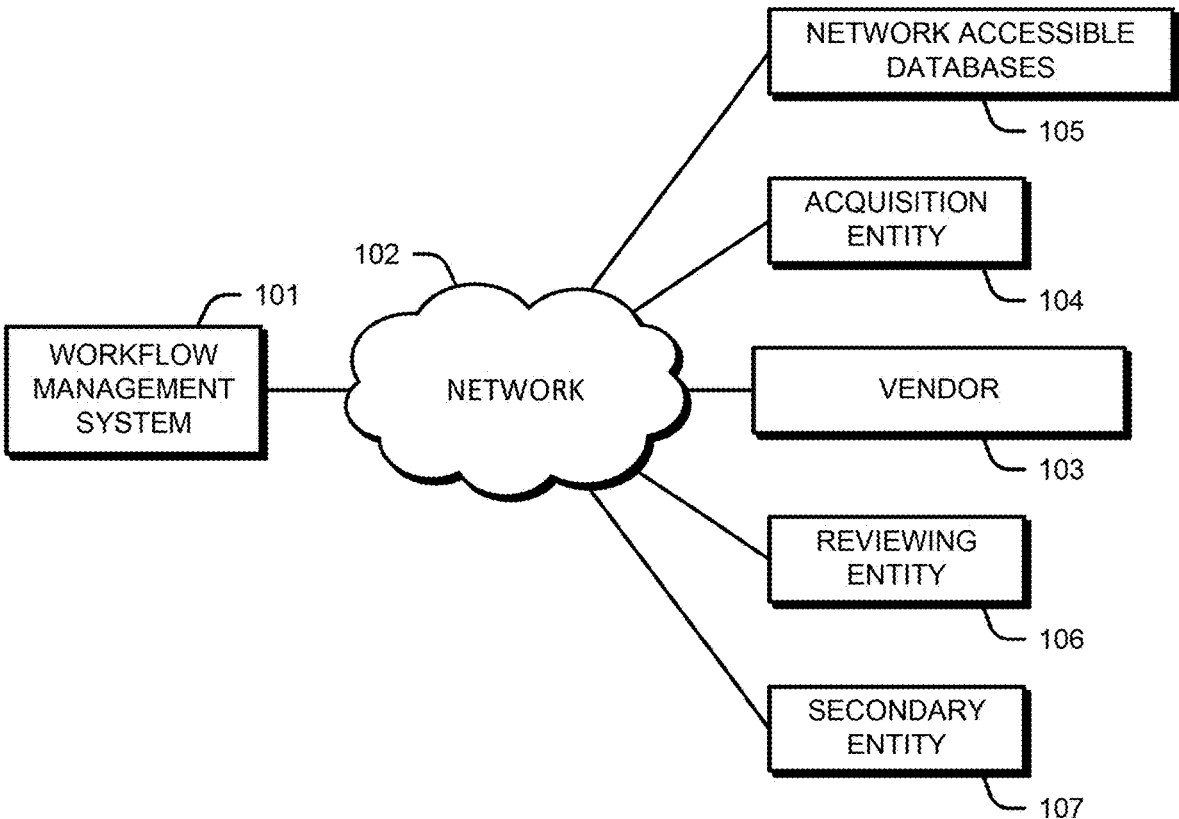 NETWORK ACCESSIBLE
DATABASES
105
ACQUISITION
ENTITY
104
102
101
WORKFLOW
MANAGEMENT
SYSTEM
NETWORK
VENDOR
103
REVIEWING
ENTITY
106
SECONDARY
ENTITY
107